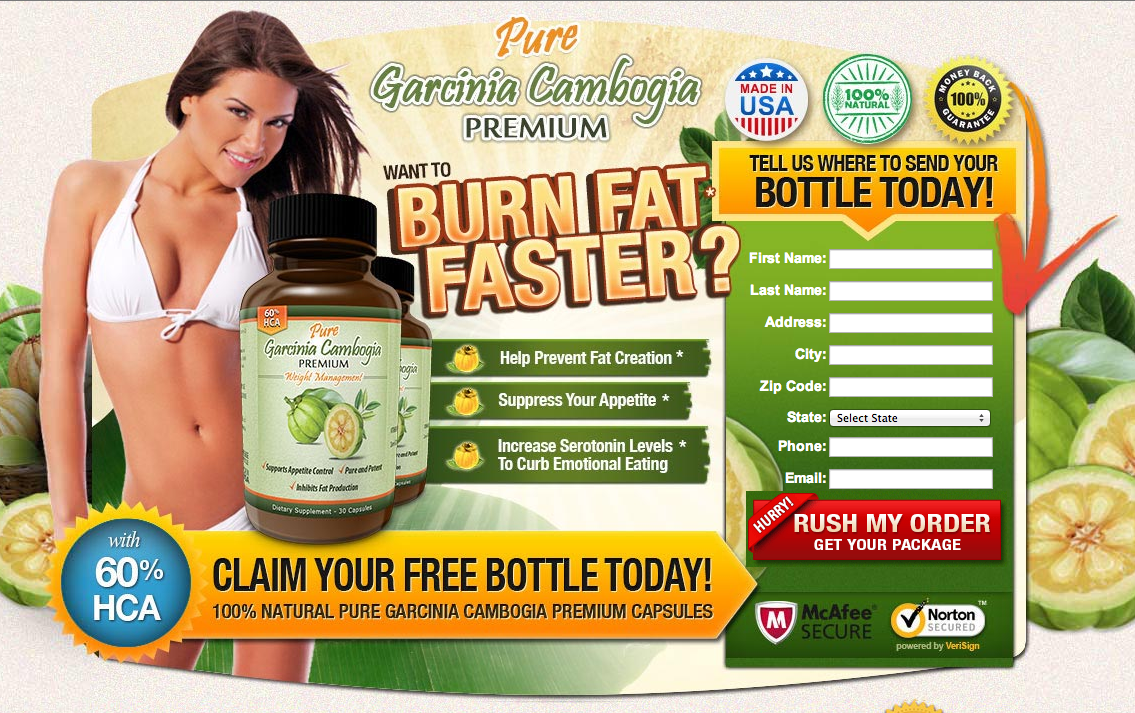 Pure
Garcinia Cambogia
PREMIUM
WANT TO
BURN FAT*
FASTER?
Help Prevent Fat Creation *
Suppress Your Appetite *
Increase Serotonin Levels *
To Curb Emotional Eating
60%
HCA
Pure
Garcinia Cambogia
PREMIUM
Weight Management
✓Supports Appetite Control ✓Pure and Potent
✓Inhibits Fat Production
Dietary Supplement - 30 Capsules
with
60%
HCA
CLAIM YOUR FREE BOTTLE TODAY!
100% NATURAL PURE GARCINIA CAMBOGIA PREMIUM CAPSULES
MADE IN
USA
100%
NATURAL
MONEY BACK
100%
GUARANTEE
TELL US WHERE TO SEND YOUR
BOTTLE TODAY!
First Name:
Last Name:
Address:
City:
Zip Code:
State: Select State
Phone:
Email:
HURRY!
RUSH MY ORDER
GET YOUR PACKAGE
McAfee®
SECURE
Norton™
SECURED
powered by VeriSign